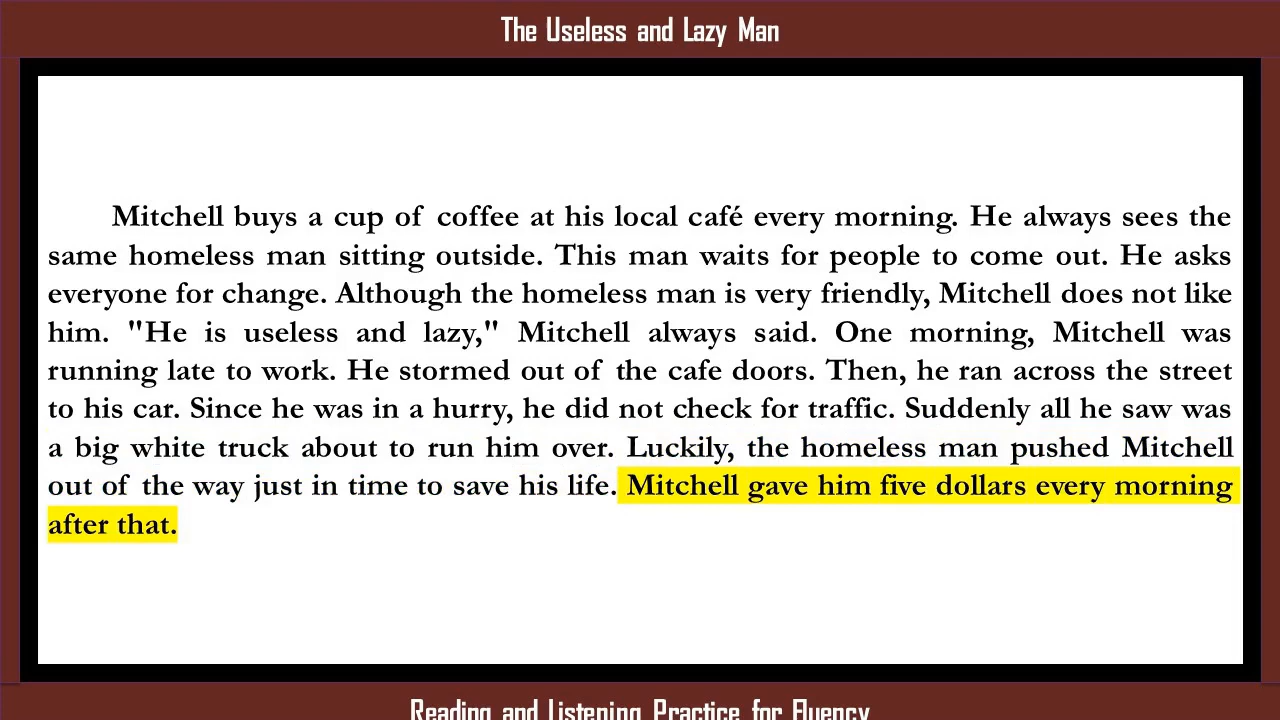 The Useless and Lazy Man
Mitchell buys a cup of coffee at his local café every morning. He always sees the
same homeless man sitting outside. This man waits for people to come out. He asks
everyone for change. Although the homeless man is very friendly, Mitchell does not like
him. "He is useless and lazy," Mitchell always said. One morning, Mitchell was
running late to work. He stormed out of the cafe doors. Then, he ran across the street
to his car. Since he was in a hurry, he did not check for traffic. Suddenly all he saw was
a big white truck about to run him over. Luckily, the homeless man pushed Mitchell
out of the way just in time to save his life. Mitchell gave him five dollars every morning
after that.
Reading and Listening Practice for Fluency